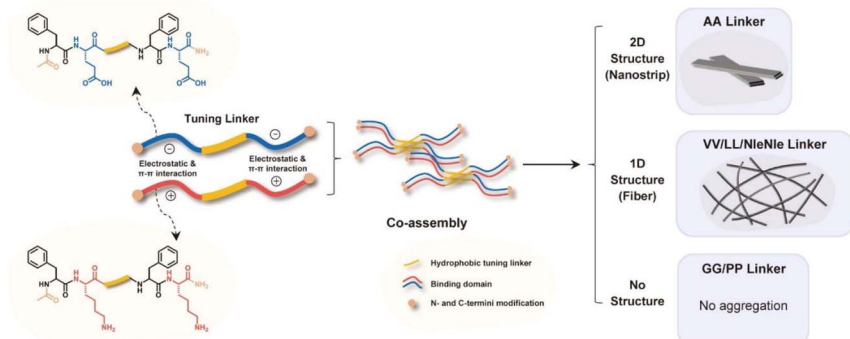 O
H
N
O
NH
O
OH
H
N
O
N
H
O
NH₂
O
OH
Tuning Linker
−
−
Electrostatic &
π-π interaction
Electrostatic &
π-π interaction
+
+
H
N
O
NH
O
NH₂
H
N
O
N
H
O
NH₂
O
NH₂
Co-assembly
Hydrophobic tuning linker
Binding domain
N- and C-termini modification
2D
Structure
(Nanostrip)
AA Linker
1D
Structure
(Fiber)
VV/LL/NleNle Linker
No
Structure
GG/PP Linker
No aggregation